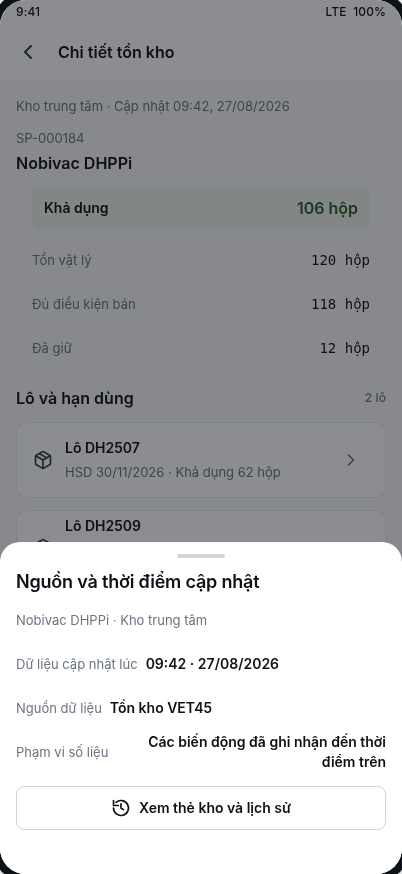 9:41
LTE 100%
Chi tiết tồn kho
Kho trung tâm · Cập nhật 09:42, 27/08/2026
SP-000184
Nobivac DHPPi
Khả dụng 106 hộp
Tồn vật lý 120 hộp
Đủ điều kiện bán 118 hộp
Đã giữ 12 hộp
Lô và hạn dùng 2 lô
Lô DH2507
HSD 30/11/2026 · Khả dụng 62 hộp
Lô DH2509
Nguồn và thời điểm cập nhật
Nobivac DHPPi · Kho trung tâm
Dữ liệu cập nhật lúc 09:42 · 27/08/2026
Nguồn dữ liệu Tồn kho VET45
Phạm vi số liệu Các biến động đã ghi nhận đến thời
điểm trên
Xem thẻ kho và lịch sử